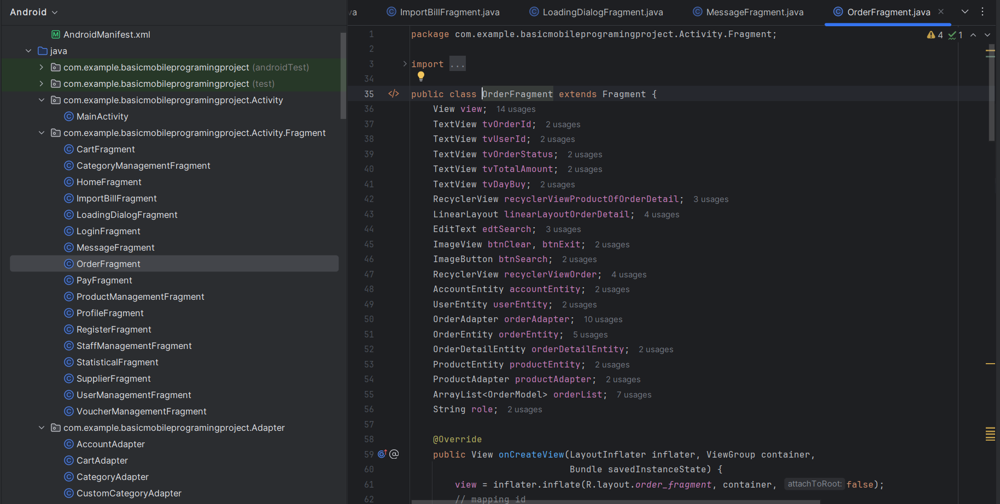 Android
AndroidManifest.xml
java
com.example.basicmobileprogramingproject (androidTest)
com.example.basicmobileprogramingproject (test)
com.example.basicmobileprogramingproject.Activity
MainActivity
com.example.basicmobileprogramingproject.Activity.Fragment
CartFragment
CategoryManagementFragment
HomeFragment
ImportBillFragment
LoadingDialogFragment
LoginFragment
MessageFragment
OrderFragment
PayFragment
ProductManagementFragment
ProfileFragment
RegisterFragment
StaffManagementFragment
StatisticalFragment
SupplierFragment
UserManagementFragment
VoucherManagementFragment
com.example.basicmobileprogramingproject.Adapter
AccountAdapter
CartAdapter
CategoryAdapter
CustomCategoryAdapter
va ImportBillFragment.java LoadingDialogFragment.java MessageFragment.java OrderFragment.java
4 1
1 package com.example.basicmobileprogramingproject.Activity.Fragment;
2
3 import ...
34
35 public class OrderFragment extends Fragment {
36 View view; 14 usages
37 TextView tvOrderId; 2 usages
38 TextView tvUserId; 2 usages
39 TextView tvOrderStatus; 2 usages
40 TextView tvTotalAmount; 2 usages
41 TextView tvDayBuy; 2 usages
42 RecyclerView recyclerViewProductOfOrderDetail; 3 usages
43 LinearLayout linearLayoutOrderDetail; 4 usages
44 EditText edtSearch; 3 usages
45 ImageView btnClear, btnExit; 2 usages
46 ImageButton btnSearch; 2 usages
47 RecyclerView recyclerViewOrder; 4 usages
48 AccountEntity accountEntity; 2 usages
49 UserEntity userEntity; 2 usages
50 OrderAdapter orderAdapter; 10 usages
51 OrderEntity orderEntity; 5 usages
52 OrderDetailEntity orderDetailEntity; 2 usages
53 ProductEntity productEntity; 2 usages
54 ProductAdapter productAdapter; 2 usages
55 ArrayList<OrderModel> orderList; 7 usages
56 String role; 2 usages
57
58 @Override
59 public View onCreateView(LayoutInflater inflater, ViewGroup container,
60 Bundle savedInstanceState) {
61 view = inflater.inflate(R.layout.order_fragment, container, attachToRoot: false);
62 // mapping id